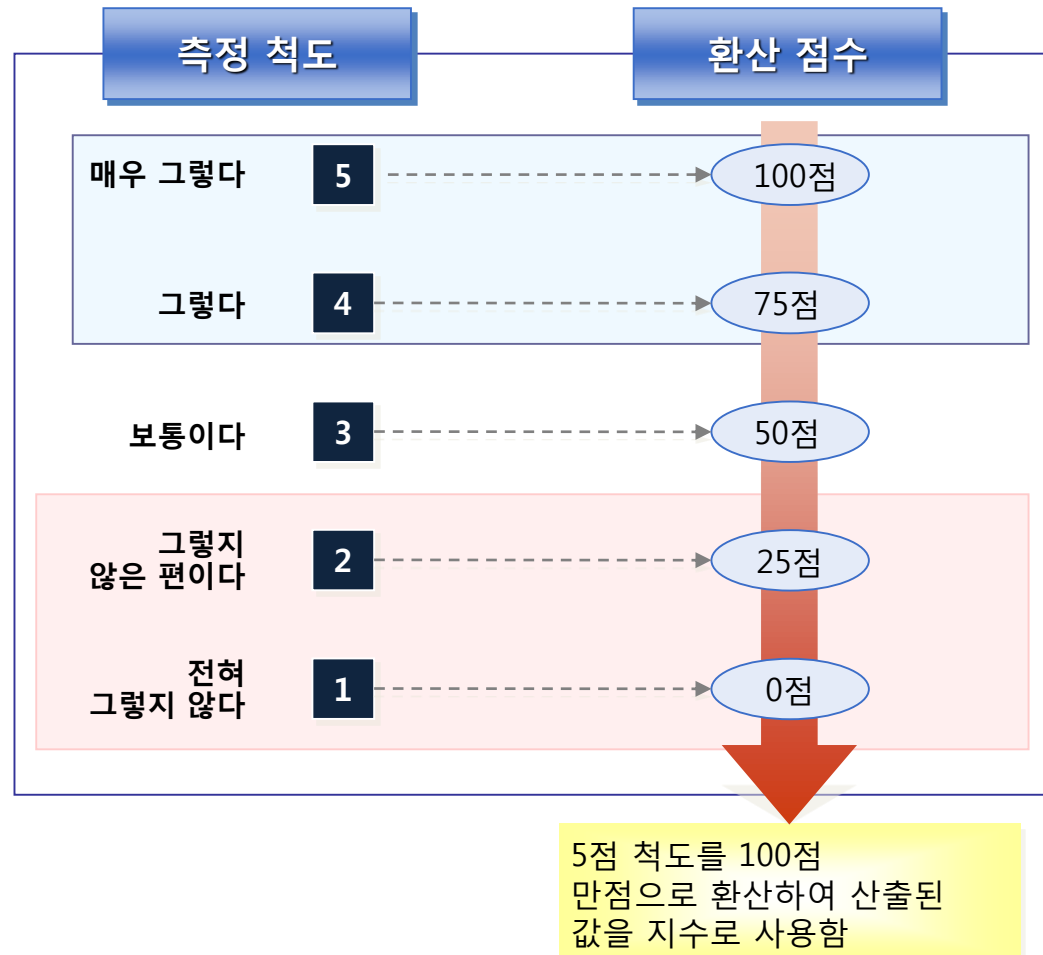 측정 척도
환산 점수
매우 그렇다 5 100점
그렇다 4 75점
보통이다 3 50점
그렇지
않은 편이다 2 25점
전혀
그렇지 않다 1 0점
5점 척도를 100점
만점으로 환산하여 산출된
값을 지수로 사용함